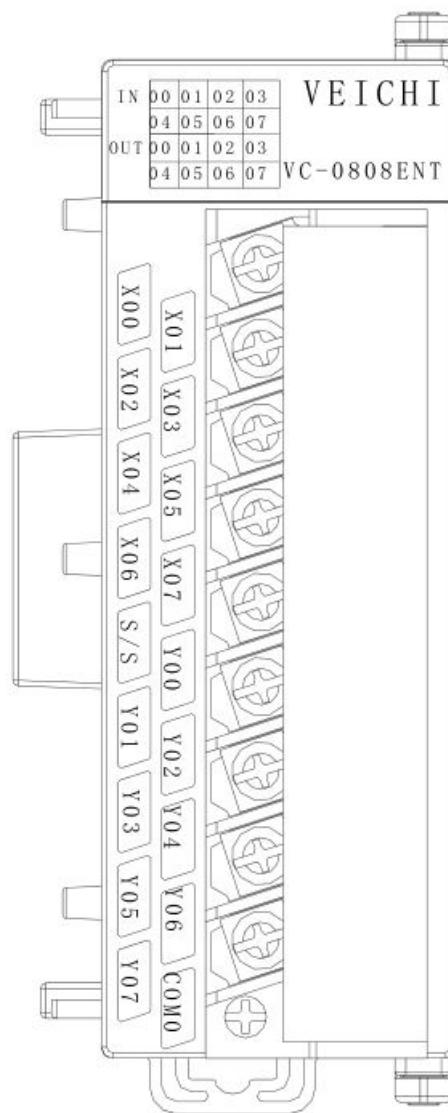 IN 00 01 02 03
04 05 06 07
OUT 00 01 02 03
04 05 06 07
VEICHI
VC-0808ENT
X00
X01
X02
X03
X04
X05
X06
X07
S/S
Y00
Y01
Y02
Y03
Y04
Y05
Y06
Y07
COM0